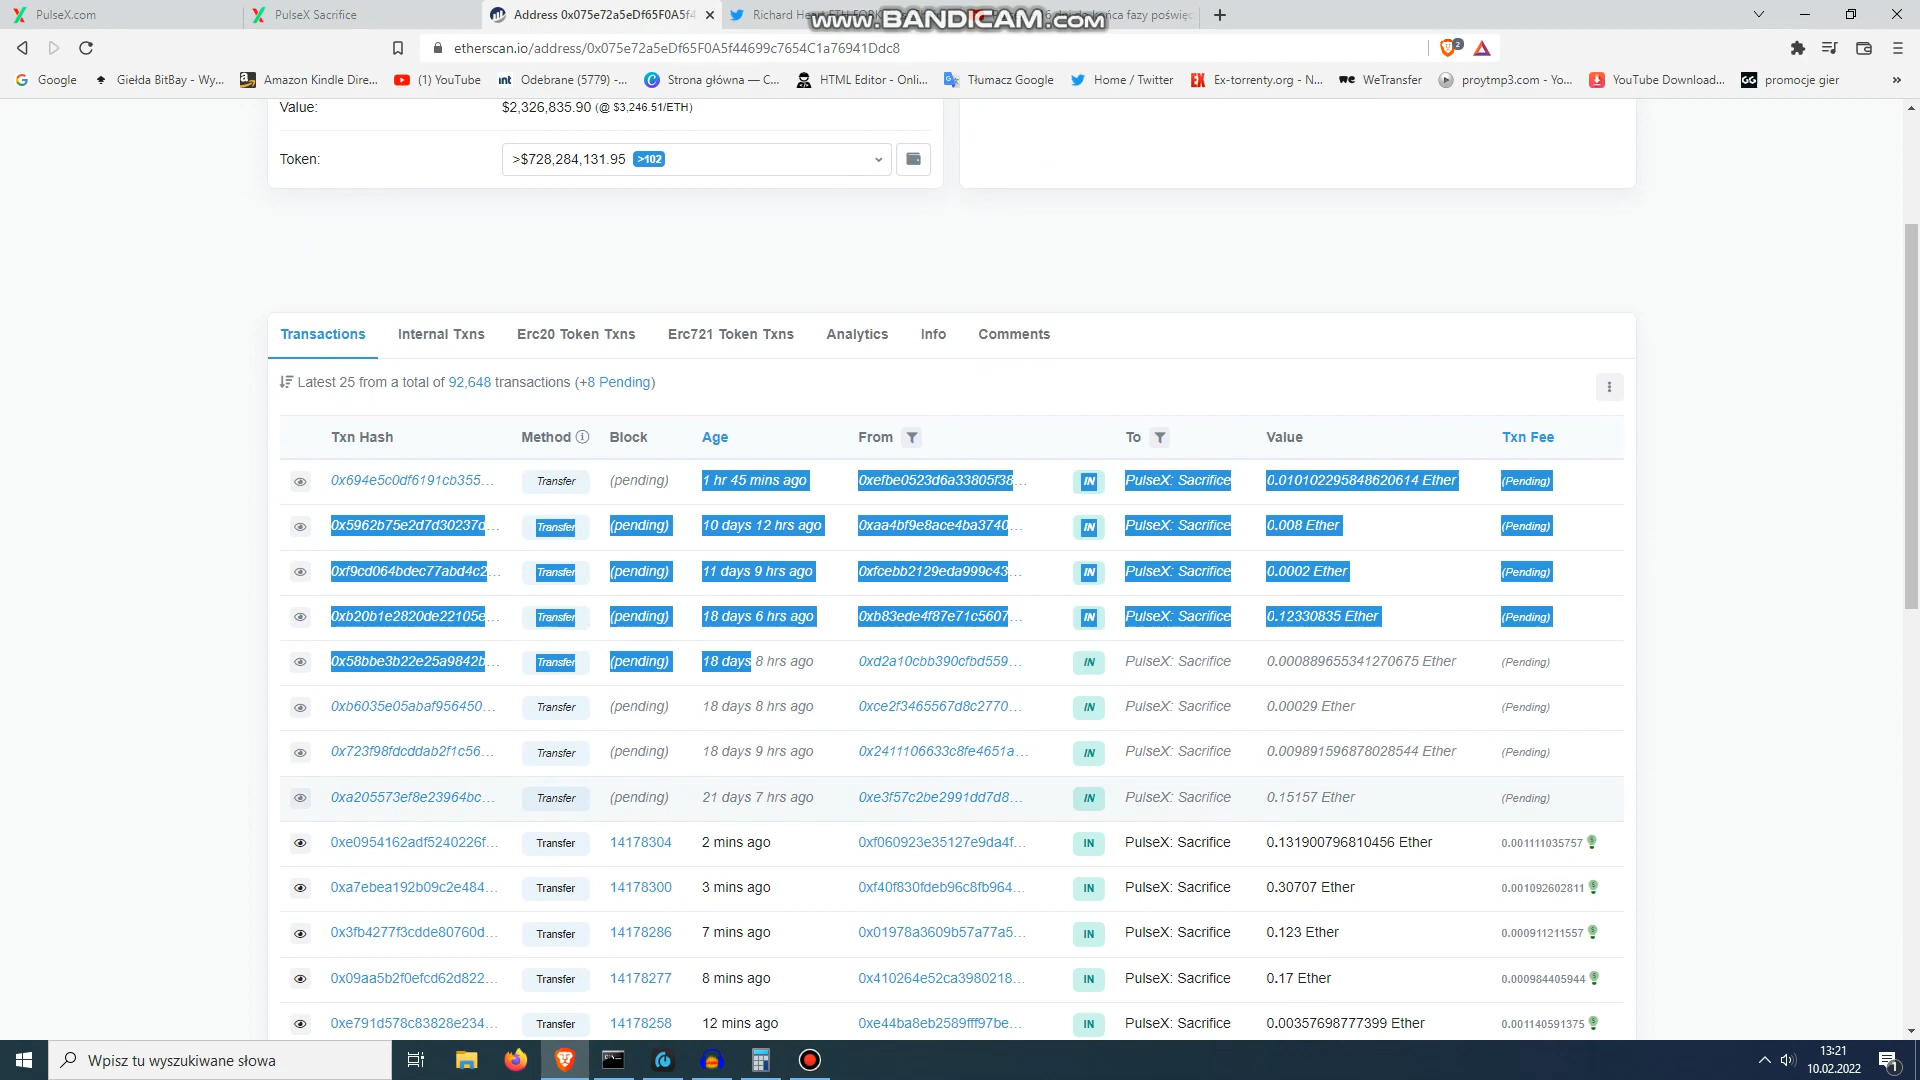 PulseX.com
PulseX Sacrifice
Address 0x075e72a5eDf65F0A5f4
Richard Heart ETH FORK
www.BANDICAM.com
etherscan.io/address/0x075e72a5eDf65F0A5f44699c7654C1a76941Ddc8
2
Google
Giełda BitBay - Wy...
Amazon Kindle Dire...
(1) YouTube
int Odebrane (5779) -...
Strona główna — C...
HTML Editor - Onli...
Tłumacz Google
Home / Twitter
EX Ex-torrenty.org - N...
we WeTransfer
proytmp3.com - Yo...
YouTube Download...
GG promocje gier
»
Value: $2,326,835.90 (@ $3,246.51/ETH)
Token: >$728,284,131.95 >102
Transactions Internal Txns Erc20 Token Txns Erc721 Token Txns Analytics Info Comments
Latest 25 from a total of 92,648 transactions (+8 Pending)
Txn Hash Method Block Age From To Value Txn Fee
0x694e5c0df6191cb355... Transfer (pending) 1 hr 45 mins ago 0xefbe0523d6a33805f38... IN PulseX: Sacrifice 0.010102295848620614 Ether (Pending)
0x5962b75e2d7d30237d... Transfer (pending) 10 days 12 hrs ago 0xaa4bf9e8ace4ba3740... IN PulseX: Sacrifice 0.008 Ether (Pending)
0xf9cd064bdec77abd4c2... Transfer (pending) 11 days 9 hrs ago 0xfcebb2129eda999c43... IN PulseX: Sacrifice 0.0002 Ether (Pending)
0xb20b1e2820de22105e... Transfer (pending) 18 days 6 hrs ago 0xb83ede4f87e71c5607... IN PulseX: Sacrifice 0.12330835 Ether (Pending)
0x58bbe3b22e25a9842b... Transfer (pending) 18 days 8 hrs ago 0xd2a10cbb390cfbd559... IN PulseX: Sacrifice 0.000889655341270675 Ether (Pending)
0xb6035e05abaf956450... Transfer (pending) 18 days 8 hrs ago 0xce2f3465567d8c2770... IN PulseX: Sacrifice 0.00029 Ether (Pending)
0x723f98fdcddab2f1c56... Transfer (pending) 18 days 9 hrs ago 0x2411106633c8fe4651a... IN PulseX: Sacrifice 0.009891596878028544 Ether (Pending)
0xa205573ef8e23964bc... Transfer (pending) 21 days 7 hrs ago 0xe3f57c2be2991dd7d8... IN PulseX: Sacrifice 0.15157 Ether (Pending)
0xe0954162adf5240226f... Transfer 14178304 2 mins ago 0xf060923e35127e9da4f... IN PulseX: Sacrifice 0.131900796810456 Ether 0.001111035757
0xa7ebea192b09c2e484... Transfer 14178300 3 mins ago 0xf40f830fdeb96c8fb964... IN PulseX: Sacrifice 0.30707 Ether 0.001092602811
0x3fb4277f3cdde80760d... Transfer 14178286 7 mins ago 0x01978a3609b57a77a5... IN PulseX: Sacrifice 0.123 Ether 0.000911211557
0x09aa5b2f0efcd62d822... Transfer 14178277 8 mins ago 0x410264e52ca3980218... IN PulseX: Sacrifice 0.17 Ether 0.000984405944
0xe791d578c83828e234... Transfer 14178258 12 mins ago 0xe44ba8eb2589fff97be... IN PulseX: Sacrifice 0.00357698777399 Ether 0.001140591375
Wpisz tu wyszukiwane słowa
13:21
10.02.2022
1